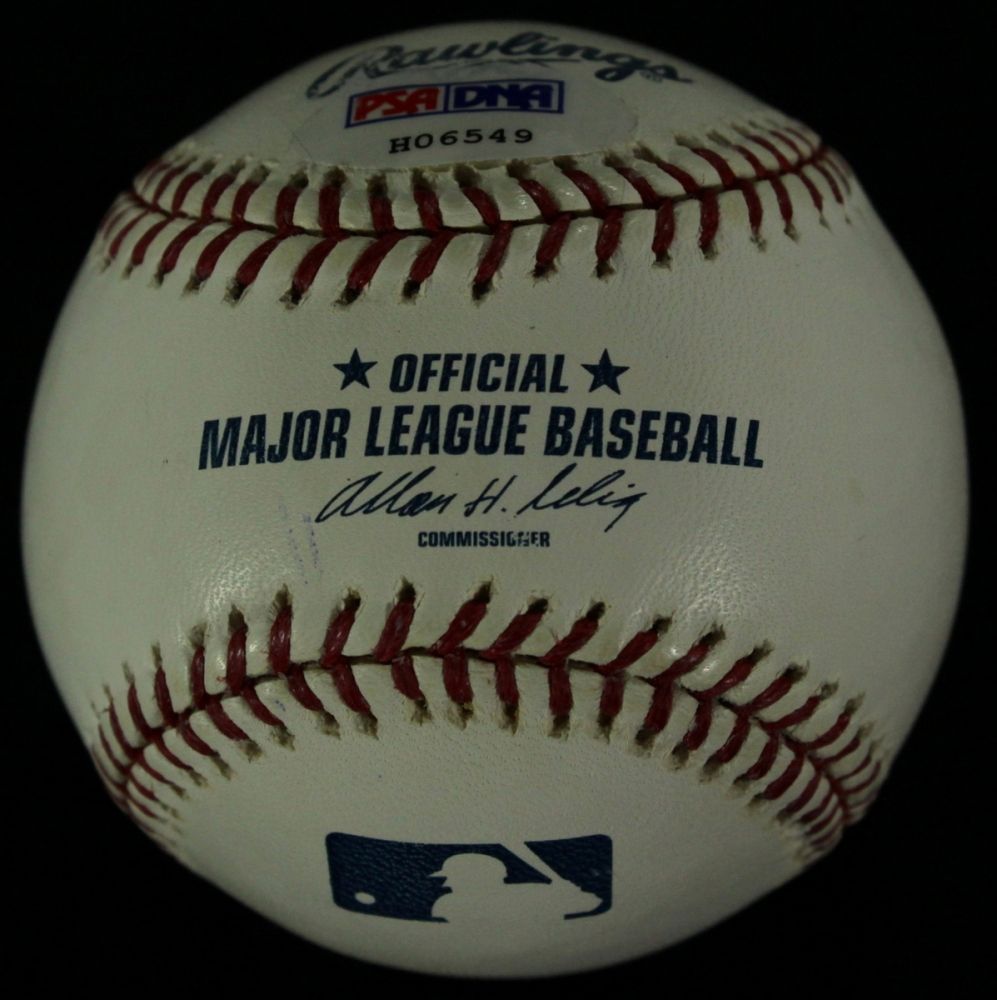 Rawlings
PSA DNA
H06549
★ OFFICIAL ★
MAJOR LEAGUE BASEBALL
Allan H. Selig
COMMISSIONER